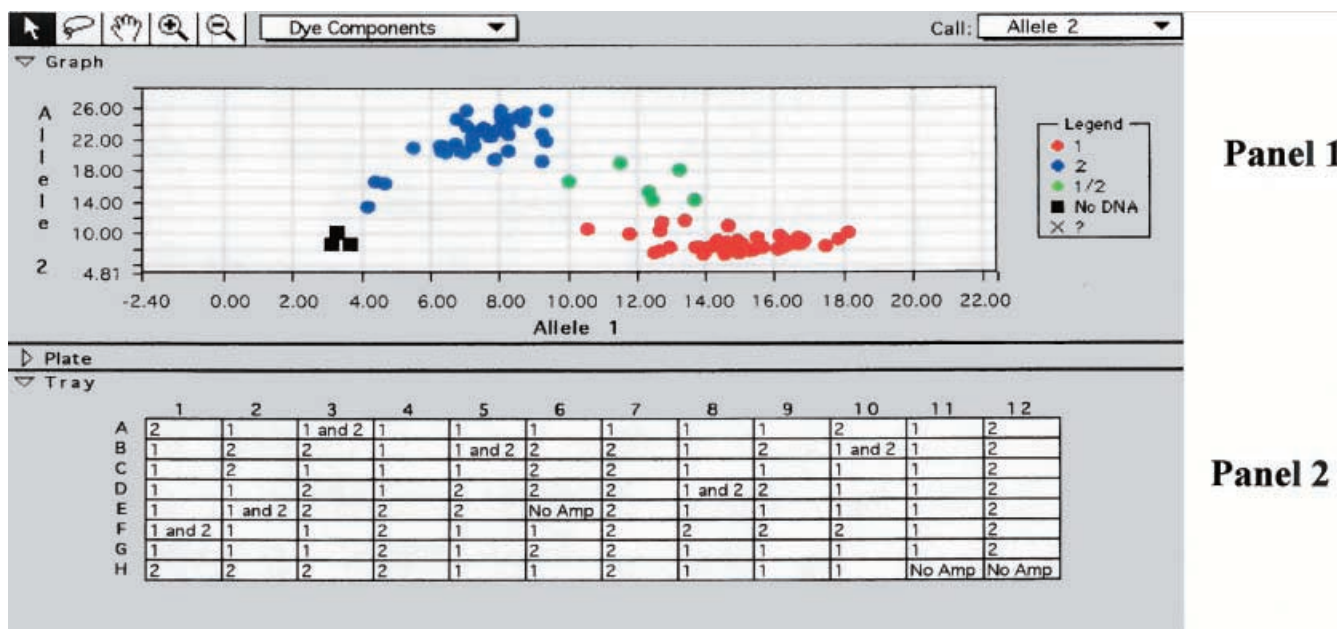 Dye Components Call: Allele 2
Graph
Allele 2
26.00
22.00
18.00
14.00
10.00
4.81
-2.40 0.00 2.00 4.00 6.00 8.00 10.00 12.00 14.00 16.00 18.00 20.00 22.00
Allele 1
Legend
1
2
1/2
No DNA
?
Panel 1
Plate
Tray
1 2 3 4 5 6 7 8 9 10 11 12
A 2 1 1 and 2 1 1 1 1 1 1 2 1 2
B 1 2 2 1 1 and 2 2 2 1 2 1 and 2 1 2
C 1 2 1 1 1 2 2 1 1 1 1 2
D 1 1 2 1 2 2 2 1 and 2 2 1 1 2
E 1 1 and 2 2 2 2 No Amp 2 1 1 1 1 2
F 1 and 2 1 1 2 1 1 2 2 2 2 1 2
G 1 1 1 2 1 2 2 1 1 1 1 2
H 2 2 2 2 1 1 2 1 1 1 No Amp No Amp
Panel 2